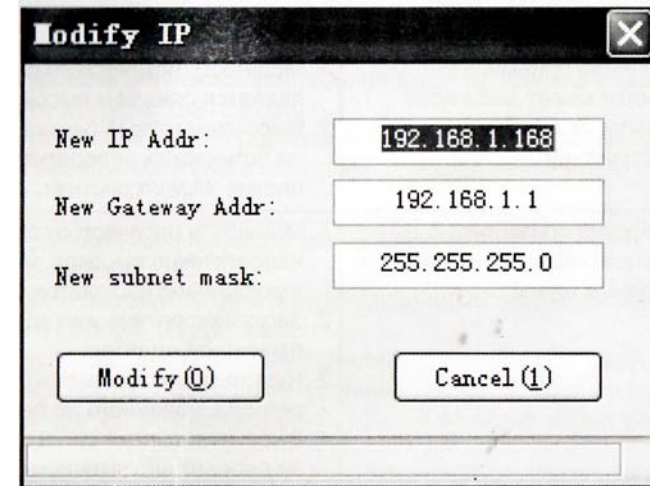 Modify IP
New IP Addr:
192.168.1.168
New Gateway Addr:
192.168.1.1
New subnet mask:
255.255.255.0
Modify(0)
Cancel(1)